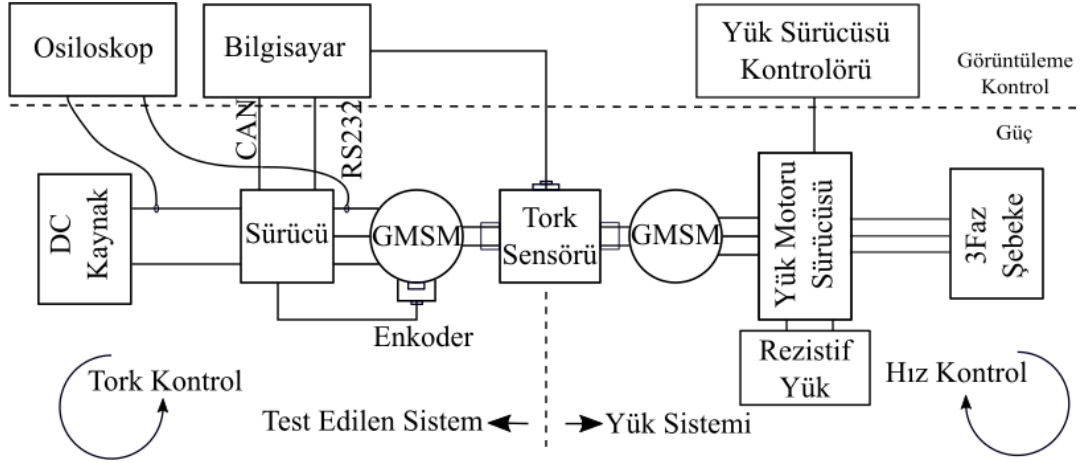 Osiloskop
Bilgisayar
Yük Sürücüsü
Kontrolörü
Görüntüleme
Kontrol
CAN
RS232
Güç
DC
Kaynak
Sürücü
GMSM
Tork
Sensörü
GMSM
Yük Motoru
Sürücüsü
3Faz
Şebeke
Enkoder
Rezistif
Yük
Tork Kontrol
Hız Kontrol
Test Edilen Sistem
Yük Sistemi